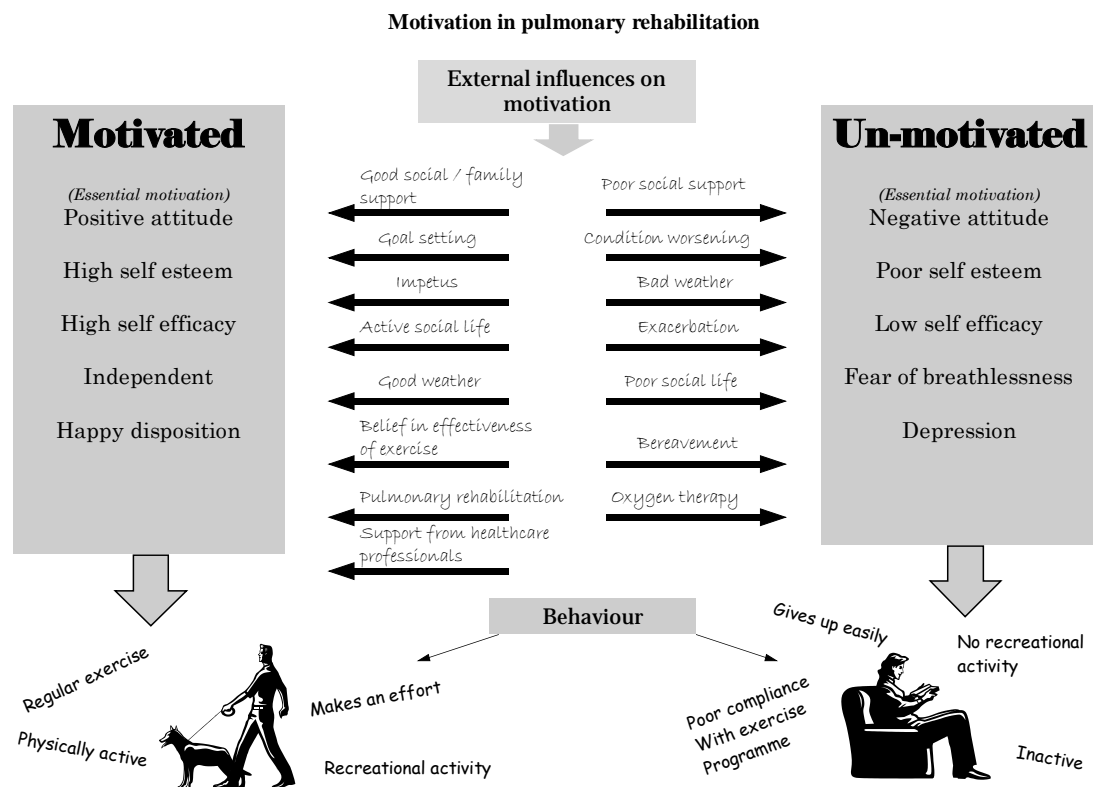 Motivation in pulmonary rehabilitation
External influences on
motivation
Motivated
(Essential motivation)
Positive attitude
High self esteem
High self efficacy
Independent
Happy disposition
Good social / family
support
Goal setting
Impetus
Active social life
Good weather
Belief in effectiveness
of exercise
Pulmonary rehabilitation
Support from healthcare
professionals
Poor social support
Condition worsening
Bad weather
Exacerbation
Poor social life
Bereavement
Oxygen therapy
Un-motivated
(Essential motivation)
Negative attitude
Poor self esteem
Low self efficacy
Fear of breathlessness
Depression
Behaviour
Regular exercise
Physically active
Makes an effort
Recreational activity
Gives up easily
No recreational
activity
Poor compliance
With exercise
Programme
Inactive